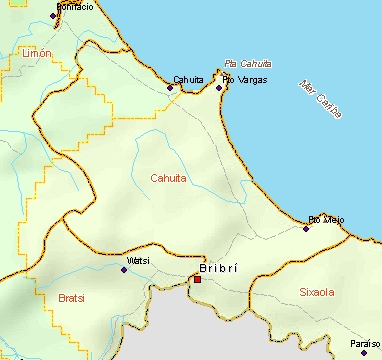 Bonifacio
Limón
Pta Cahuita
Cahuita
Pto Vargas
Mar Caribe
Cahuita
Pto Viejo
Watsi
Bribrí
Bratsi
Sixaola
Paraíso